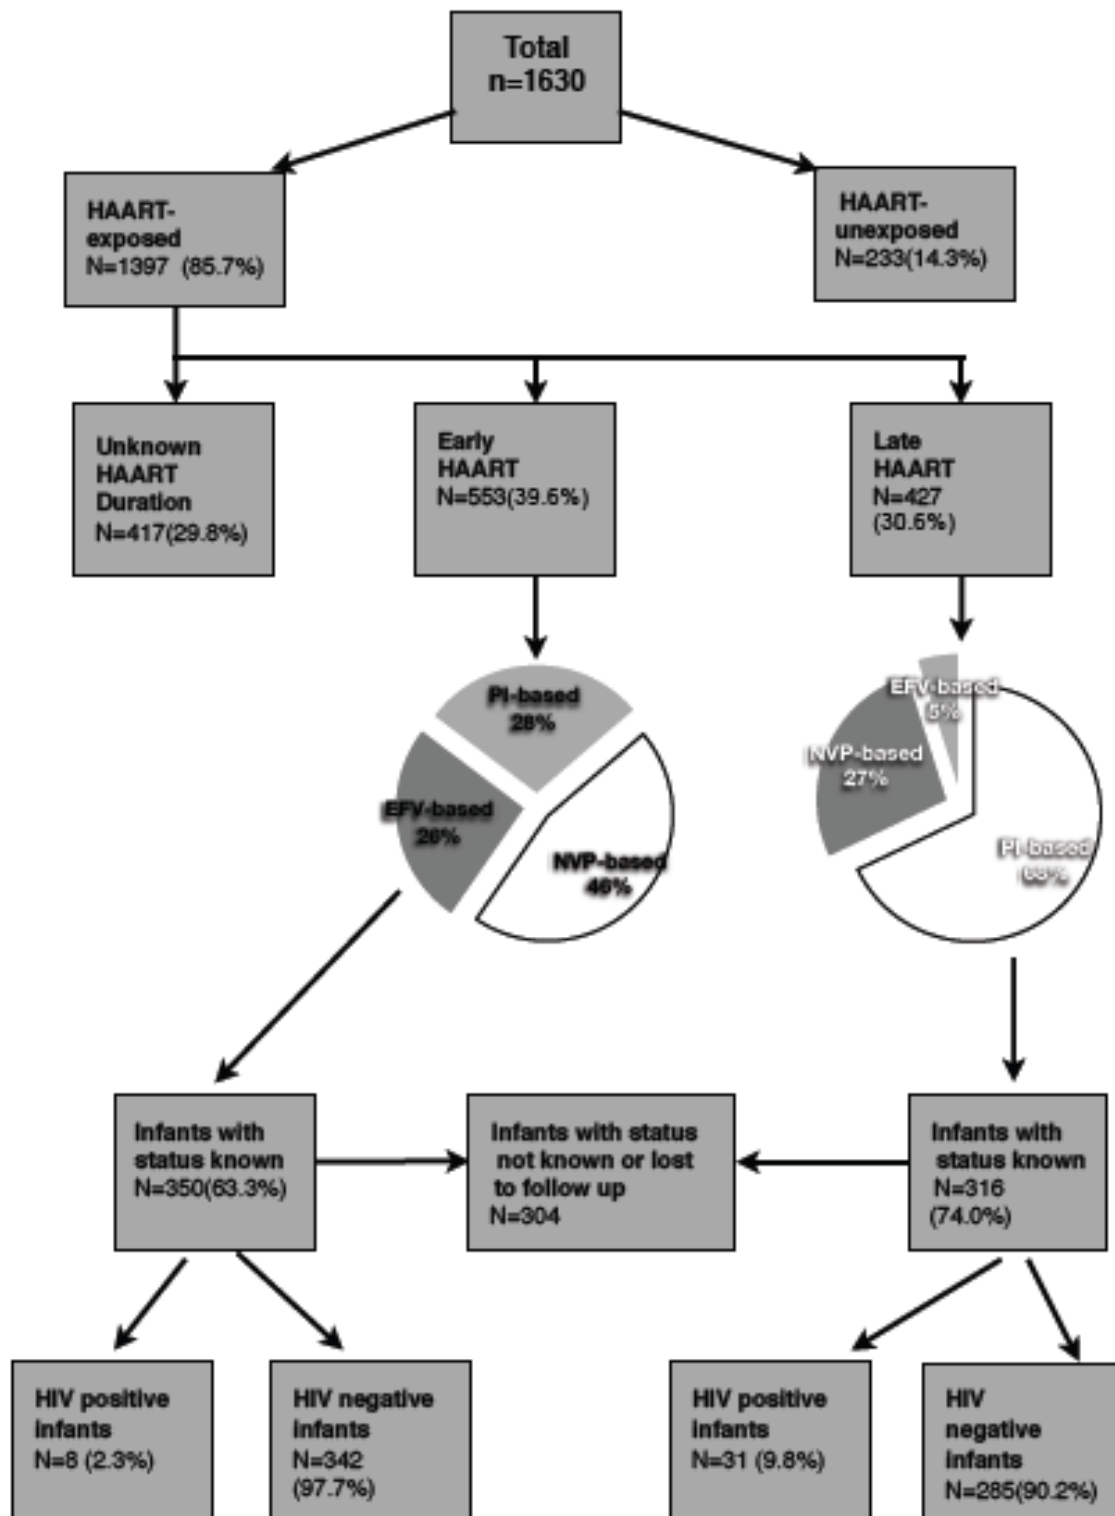 Total
n=1630
HAART-
exposed
N=1397 (85.7%)
HAART-
unexposed
N=233(14.3%)
Unknown
HAART
Duration
N=417(29.8%)
Early
HAART
N=553(39.6%)
Late
HAART
N=427
(30.6%)
PI-based
28%
EFV-based
26%
NVP-based
46%
EFV-based
5%
NVP-based
27%
PI-based
68%
Infants with
status known
N=350(63.3%)
Infants with status
not known or lost
to follow up
N=304
Infants with
status known
N=316
(74.0%)
HIV positive
infants
N=8 (2.3%)
HIV negative
infants
N=342
(97.7%)
HIV positive
infants
N=31 (9.8%)
HIV
negative
infants
N=285(90.2%)